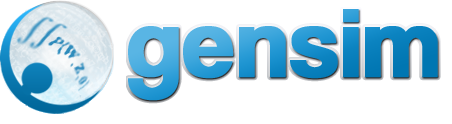 ∫∫P(W,Z,θ)
gensim